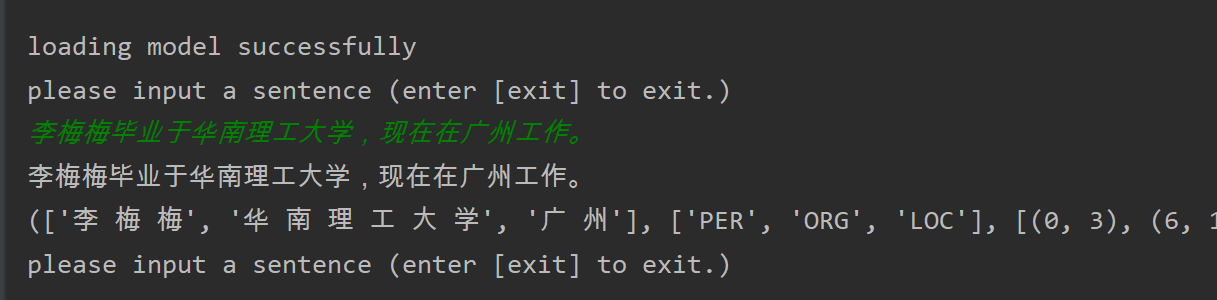 loading model successfully
please input a sentence (enter [exit] to exit.)
李梅梅毕业于华南理工大学，现在在广州工作。
李梅梅毕业于华南理工大学，现在在广州工作。
(['李 梅 梅', '华 南 理 工 大 学', '广 州'], ['PER', 'ORG', 'LOC'], [(0, 3), (6, 1
please input a sentence (enter [exit] to exit.)